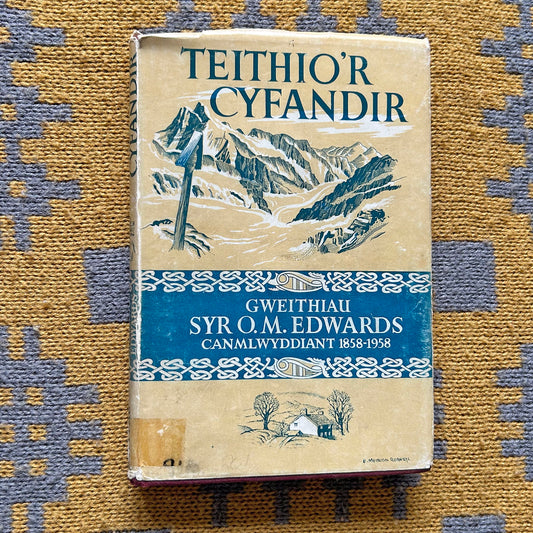 TEITHIO'R
CYFANDIR
GWEITHIAU
SYR O. M. EDWARDS
CANMLWYDDIANT 1858-1958